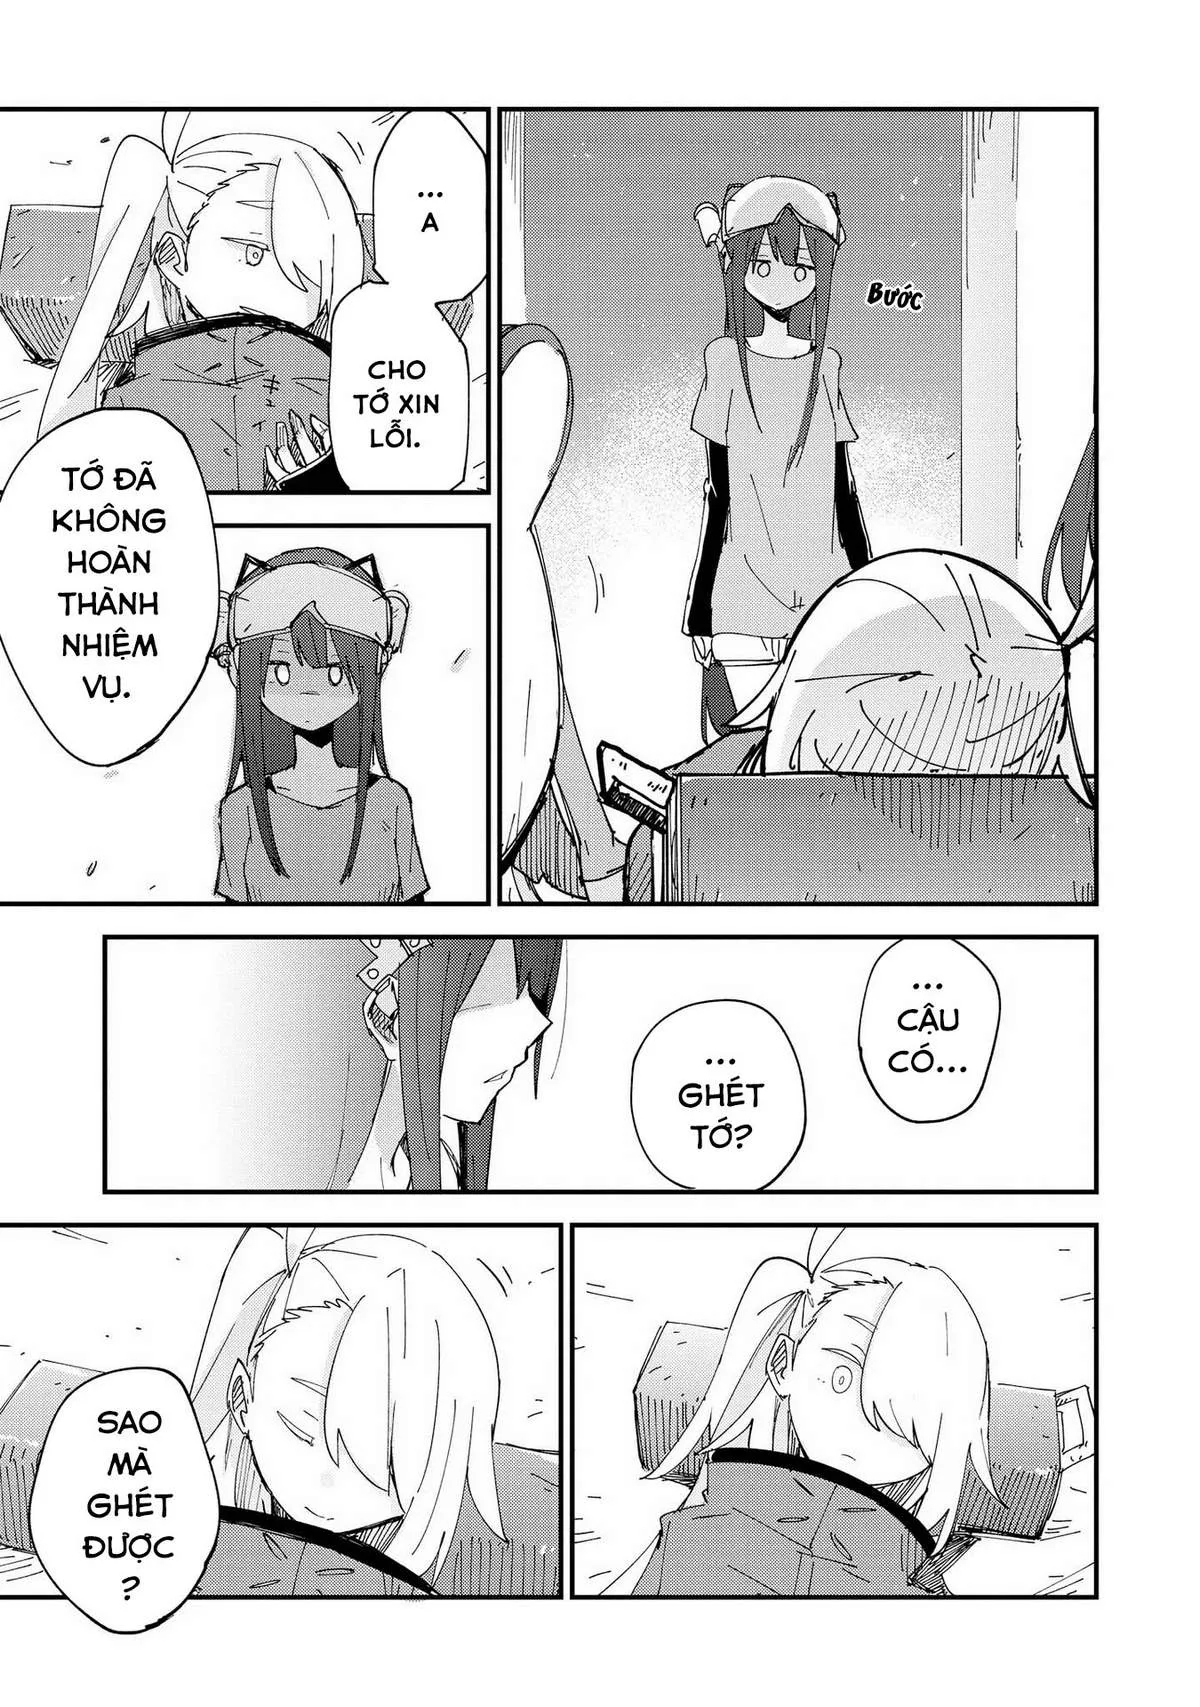 BƯỚC
...
A
CHO
TỚ XIN
LỖI.
TỚ ĐÃ
KHÔNG
HOÀN
THÀNH
NHIỆM
VỤ.
...
CẬU
CÓ...
...
GHÉT
TỚ?
SAO
MÀ
GHÉT
ĐƯỢC
?